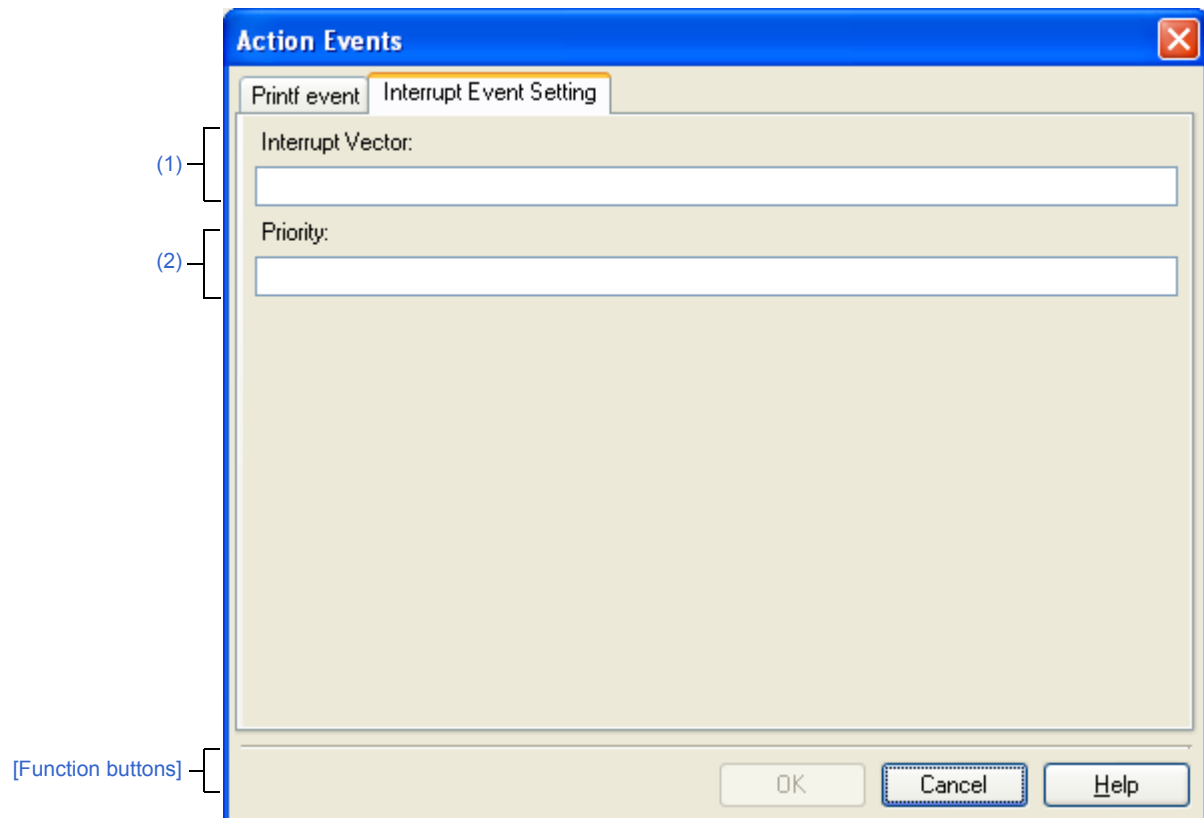 Action Events
Printf event
Interrupt Event Setting
(1)
Interrupt Vector:
(2)
Priority:
[Function buttons]
OK
Cancel
Help